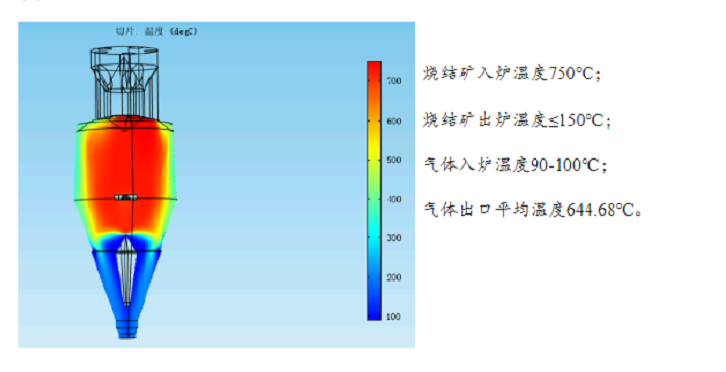 切片: 温度 (degC)
700
600
500
400
300
200
100
烧结矿入炉温度750℃；
烧结矿出炉温度≤150℃；
气体入炉温度90-100℃；
气体出口平均温度644.68℃。